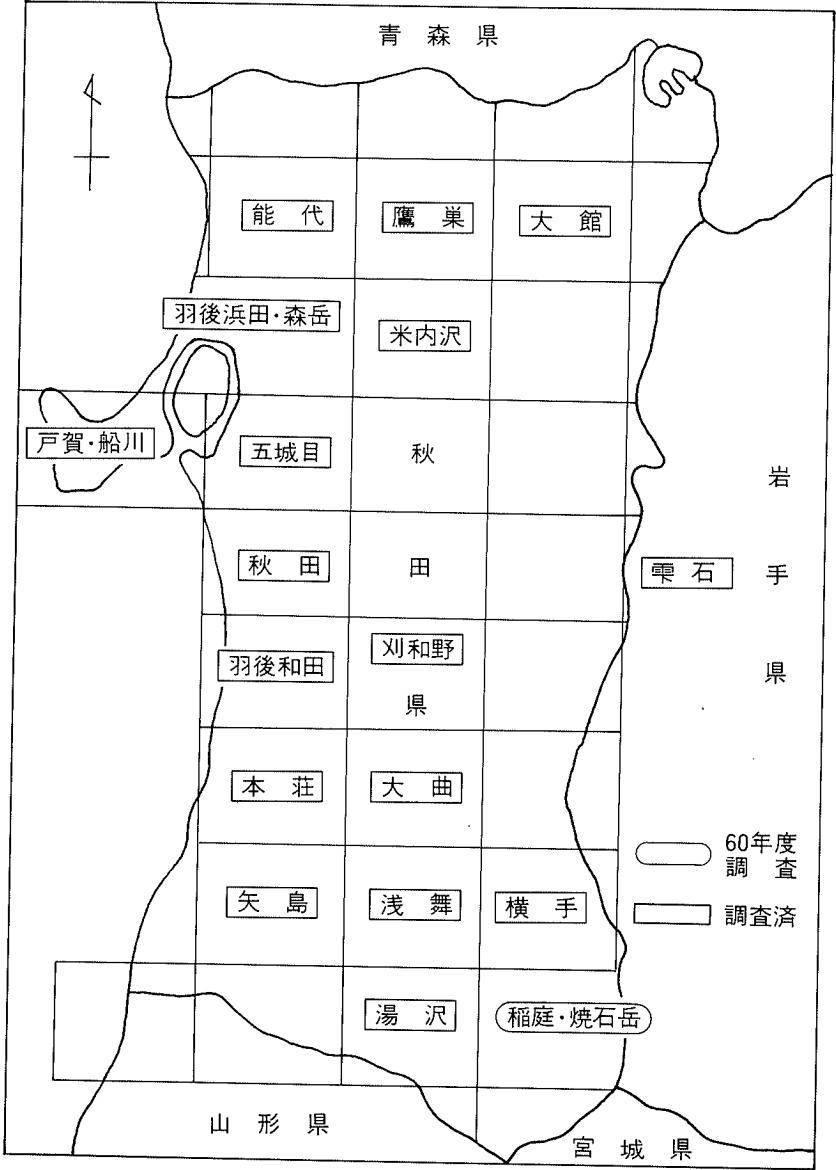 青森県
能代
鷹巣
大館
羽後浜田・森岳
米内沢
戸賀・船川
五城目
秋田県
岩手県
秋田
雫石
羽後和田
刈和野
本荘
大曲
60年度
調査
矢島
浅舞
横手
調査済
湯沢
稲庭・焼石岳
山形県
宮城県